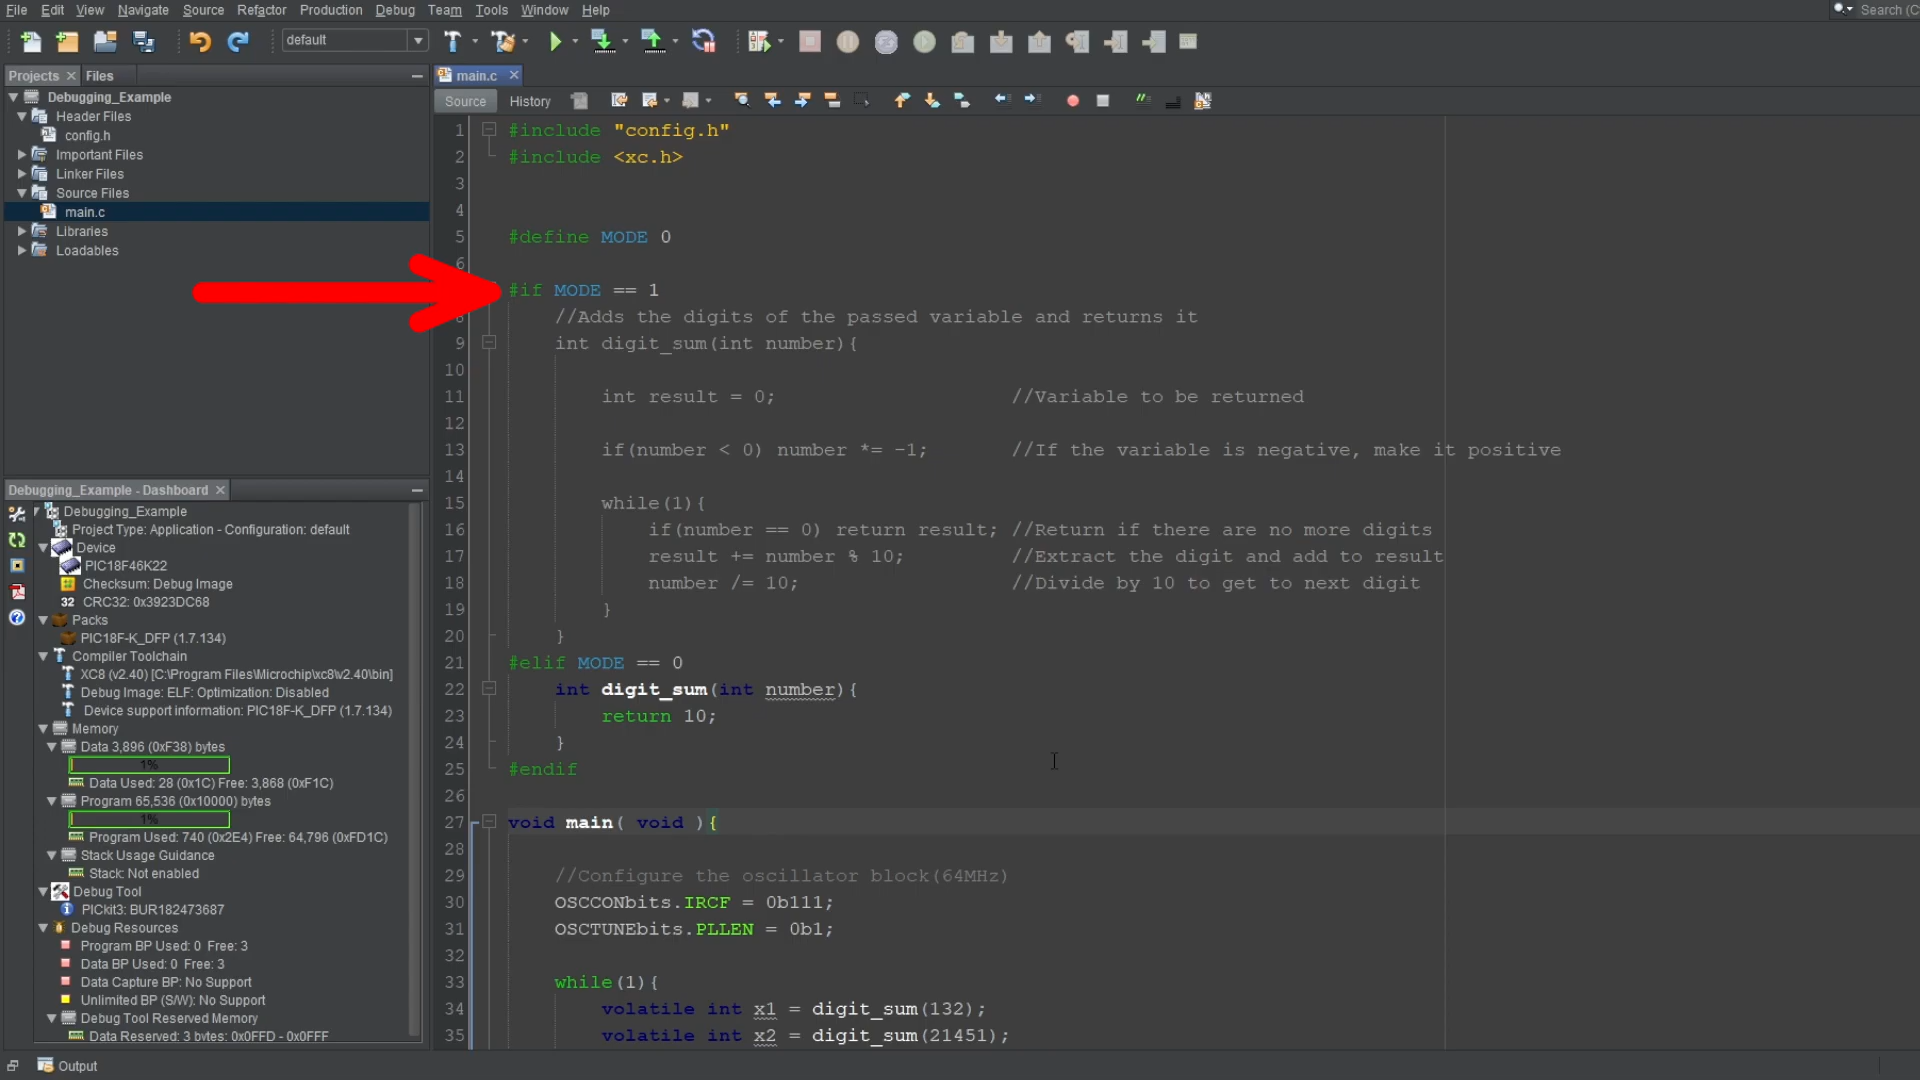 File Edit View Navigate Source Refactor Production Debug Team Tools Window Help
Search (C
default
Projects Files
Debugging_Example
Header Files
config.h
Important Files
Linker Files
Source Files
main.c
Libraries
Loadables
Debugging_Example - Dashboard
Debugging_Example
Project Type: Application - Configuration: default
Device
PIC18F46K22
Checksum: Debug Image
32 CRC32: 0x3923DC68
Packs
PIC18F-K_DFP (1.7.134)
Compiler Toolchain
XC8 (v2.40) [C:\Program Files\Microchip\xc8\v2.40\bin]
Debug Image: ELF: Optimization: Disabled
Device support information: PIC18F-K_DFP (1.7.134)
Memory
Data 3,896 (0xF38) bytes
1%
Data Used: 28 (0x1C) Free: 3,868 (0xF1C)
Program 65,536 (0x10000) bytes
1%
Program Used: 740 (0x2E4) Free: 64,796 (0xFD1C)
Stack Usage Guidance
Stack: Not enabled
Debug Tool
PICkit3: BUR182473687
Debug Resources
Program BP Used: 0 Free: 3
Data BP Used: 0 Free: 3
Data Capture BP: No Support
Unlimited BP (S/W): No Support
Debug Tool Reserved Memory
Data Reserved: 3 bytes: 0x0FFD - 0x0FFF
Output
main.c
Source History
1 #include "config.h"
2 #include <xc.h>
3
4
5 #define MODE 0
6
#if MODE == 1
8 //Adds the digits of the passed variable and returns it
9 int digit_sum(int number){
10
11 int result = 0; //Variable to be returned
12
13 if(number < 0) number *= -1; //If the variable is negative, make it positive
14
15 while(1){
16 if(number == 0) return result; //Return if there are no more digits
17 result += number % 10; //Extract the digit and add to result
18 number /= 10; //Divide by 10 to get to next digit
19 }
20 }
21 #elif MODE == 0
22 int digit_sum(int number){
23 return 10;
24 }
25 #endif
26
27 void main( void ){
28
29 //Configure the oscillator block(64MHz)
30 OSCCONbits.IRCF = 0b111;
31 OSCTUNEbits.PLLEN = 0b1;
32
33 while(1){
34 volatile int x1 = digit_sum(132);
35 volatile int x2 = digit_sum(21451);